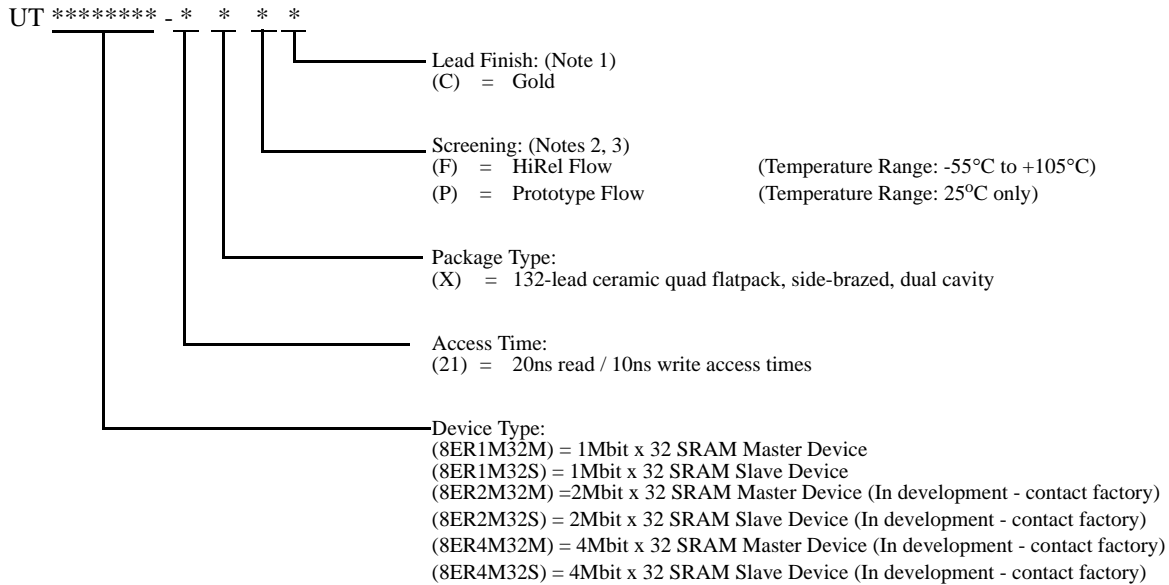 UT ******** - * * * *
Lead Finish: (Note 1)
(C) = Gold
Screening: (Notes 2, 3)
(F) = HiRel Flow (Temperature Range: -55°C to +105°C)
(P) = Prototype Flow (Temperature Range: 25°C only)
Package Type:
(X) = 132-lead ceramic quad flatpack, side-brazed, dual cavity
Access Time:
(21) = 20ns read / 10ns write access times
Device Type:
(8ER1M32M) = 1Mbit x 32 SRAM Master Device
(8ER1M32S) = 1Mbit x 32 SRAM Slave Device
(8ER2M32M) =2Mbit x 32 SRAM Master Device (In development - contact factory)
(8ER2M32S) = 2Mbit x 32 SRAM Slave Device (In development - contact factory)
(8ER4M32M) = 4Mbit x 32 SRAM Master Device (In development - contact factory)
(8ER4M32S) = 4Mbit x 32 SRAM Slave Device (In development - contact factory)